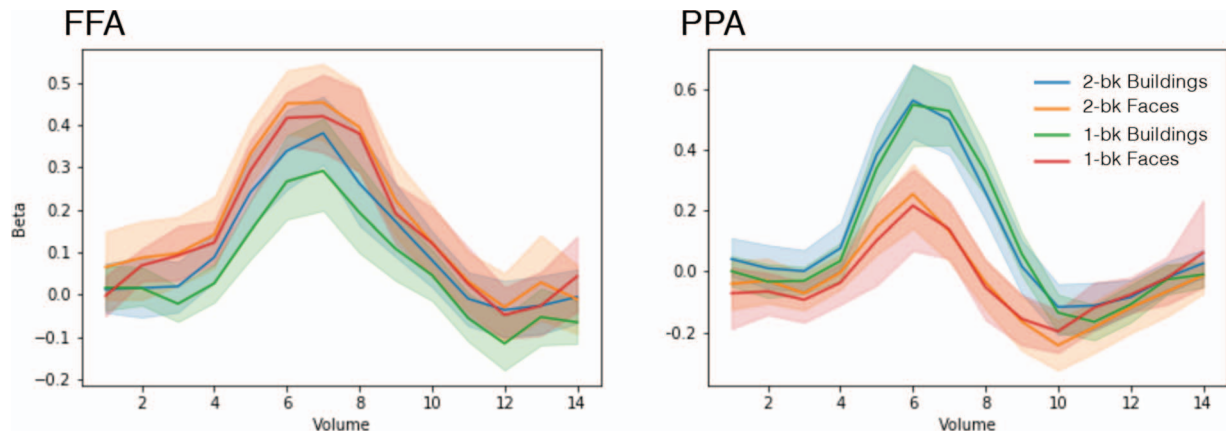 FFA
0.5
0.4
0.3
0.2
0.1
0.0
−0.1
−0.2
Beta
2 4 6 8 10 12 14
Volume
PPA
0.6
0.4
0.2
0.0
-0.2
2-bk Buildings
2-bk Faces
1-bk Buildings
1-bk Faces
2 4 6 8 10 12 14
Volume